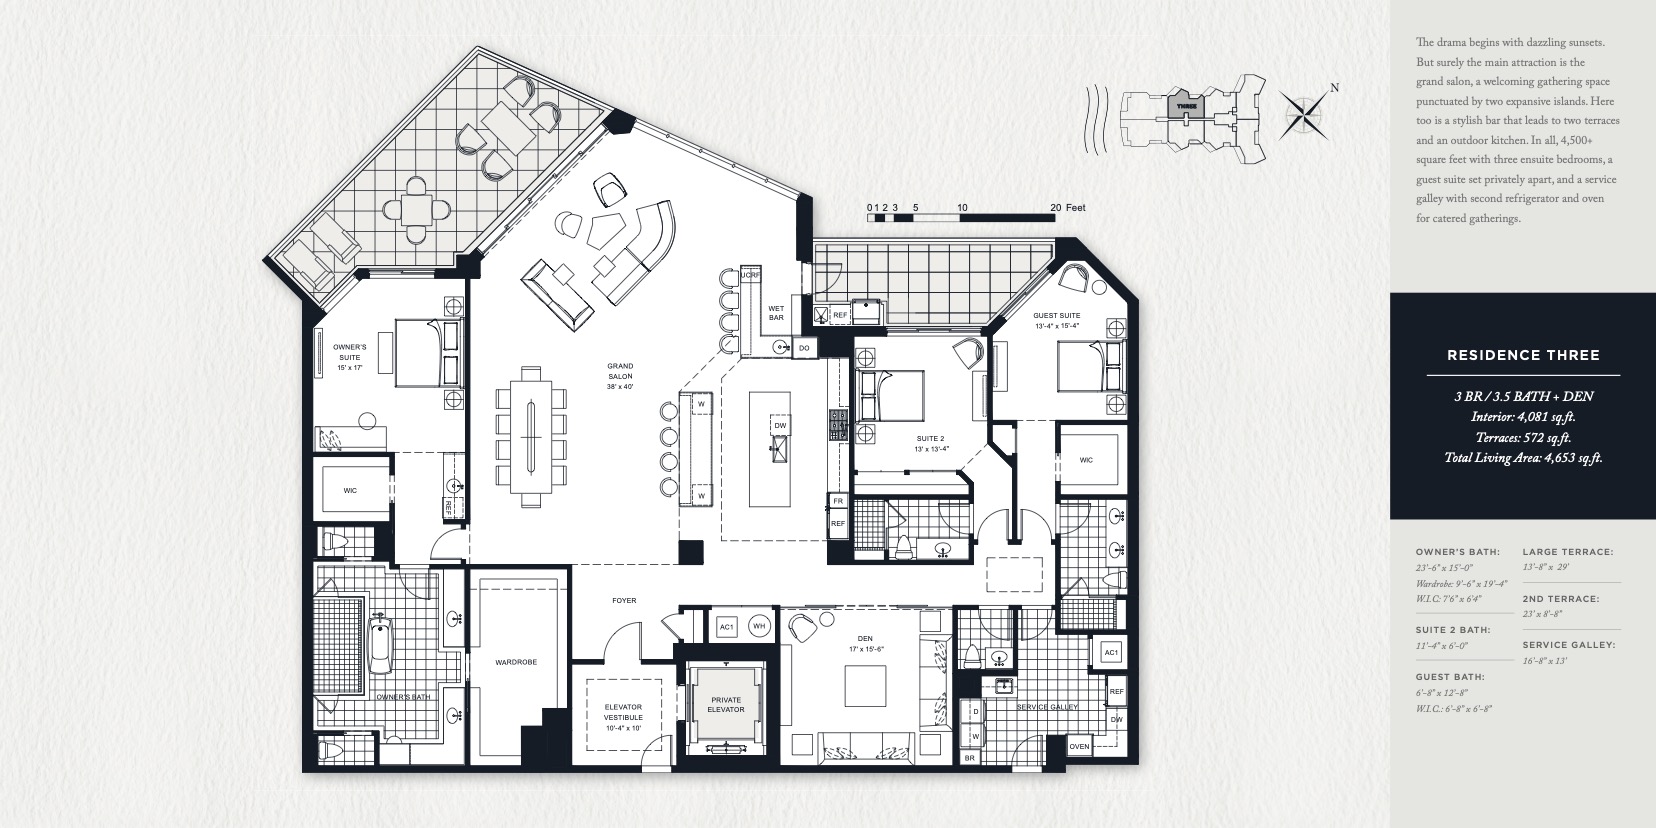 The drama begins with dazzling sunsets.
But surely the main attraction is the
grand salon, a welcoming gathering space
punctuated by two expansive islands. Here
too is a stylish bar that leads to two terraces
and an outdoor kitchen. In all, 4,500+
square feet with three ensuite bedrooms, a
guest suite set privately apart, and a service
galley with second refrigerator and oven
for catered gatherings.
N
THREE
0 1 2 3 5 10 20 Feet
UCRF
WET
BAR
REF
DO
GUEST SUITE
13'-4" x 15'-4"
OWNER'S
SUITE
15' x 17'
GRAND
SALON
38' x 40'
W
DW
SUITE 2
13' x 13'-4"
WIC
WIC
REF
W
FR
REF
FOYER
AC1
WH
DEN
17' x 15'-6"
AC1
WARDROBE
OWNER'S BATH
ELEVATOR
VESTIBULE
10'-4" x 10'
PRIVATE
ELEVATOR
SERVICE GALLEY
REF
DW
D
W
OVEN
BR
RESIDENCE THREE
3 BR / 3.5 BATH + DEN
Interior: 4,081 sq.ft.
Terraces: 572 sq.ft.
Total Living Area: 4,653 sq.ft.
OWNER'S BATH:
23'-6" x 15'-0"
Wardrobe: 9'-6" x 19'-4"
W.I.C: 7'6" x 6'4"
SUITE 2 BATH:
11'-4" x 6'-0"
GUEST BATH:
6'-8" x 12'-8"
W.I.C.: 6'-8" x 6'-8"
LARGE TERRACE:
13'-8" x 29'
2ND TERRACE:
23' x 8'-8"
SERVICE GALLEY:
16'-8" x 13'